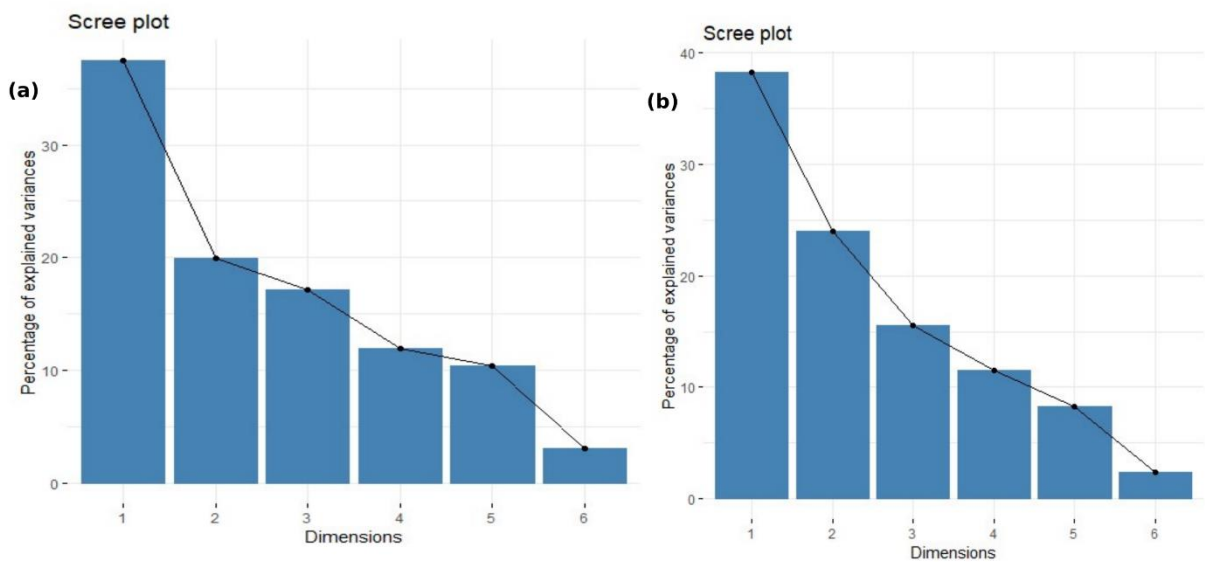 (a)
Scree plot
Percentage of explained variances
30
20
10
0
1 2 3 4 5 6
Dimensions
(b)
Scree plot
Percentage of explained variances
40
30
20
10
0
1 2 3 4 5 6
Dimensions